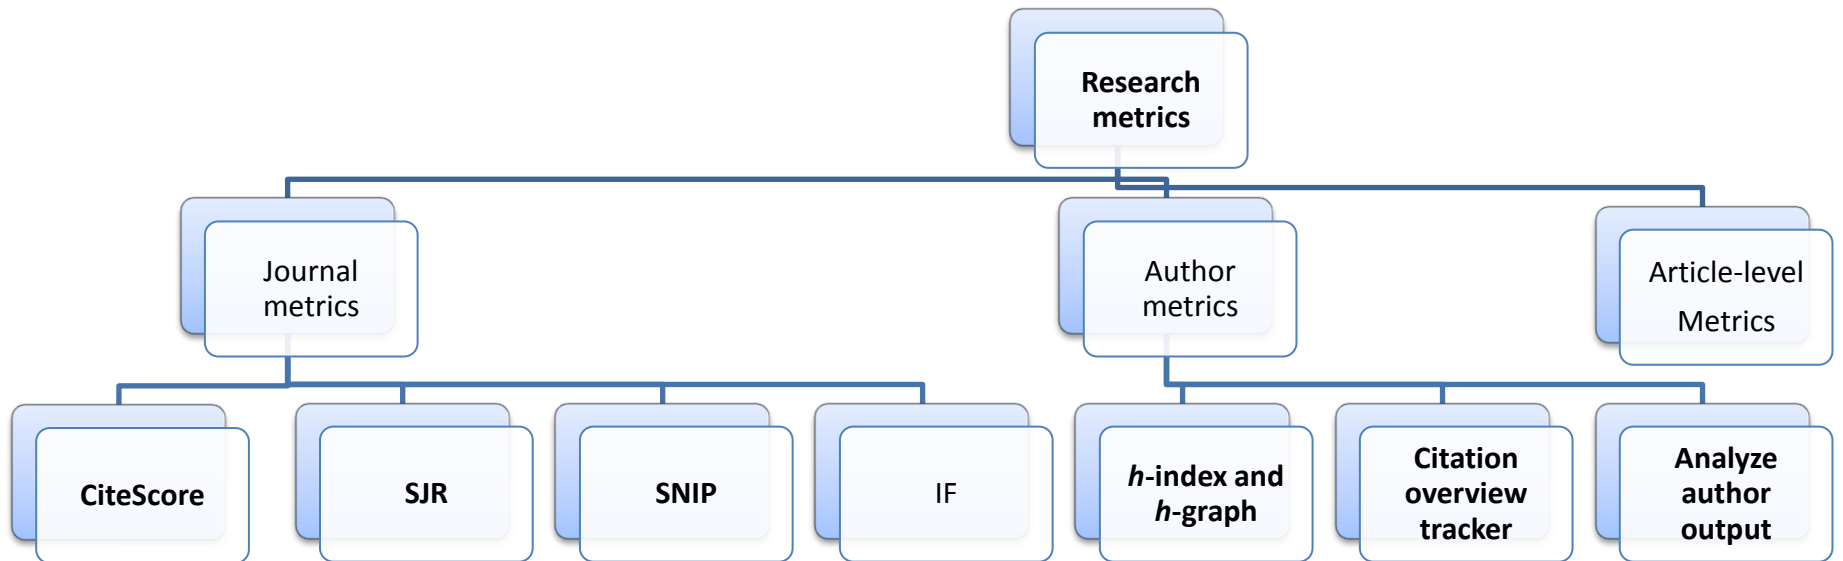 Research
metrics
Journal
metrics
Author
metrics
Article-level
Metrics
CiteScore
SJR
SNIP
IF
h-index and
h-graph
Citation
overview
tracker
Analyze
author
output